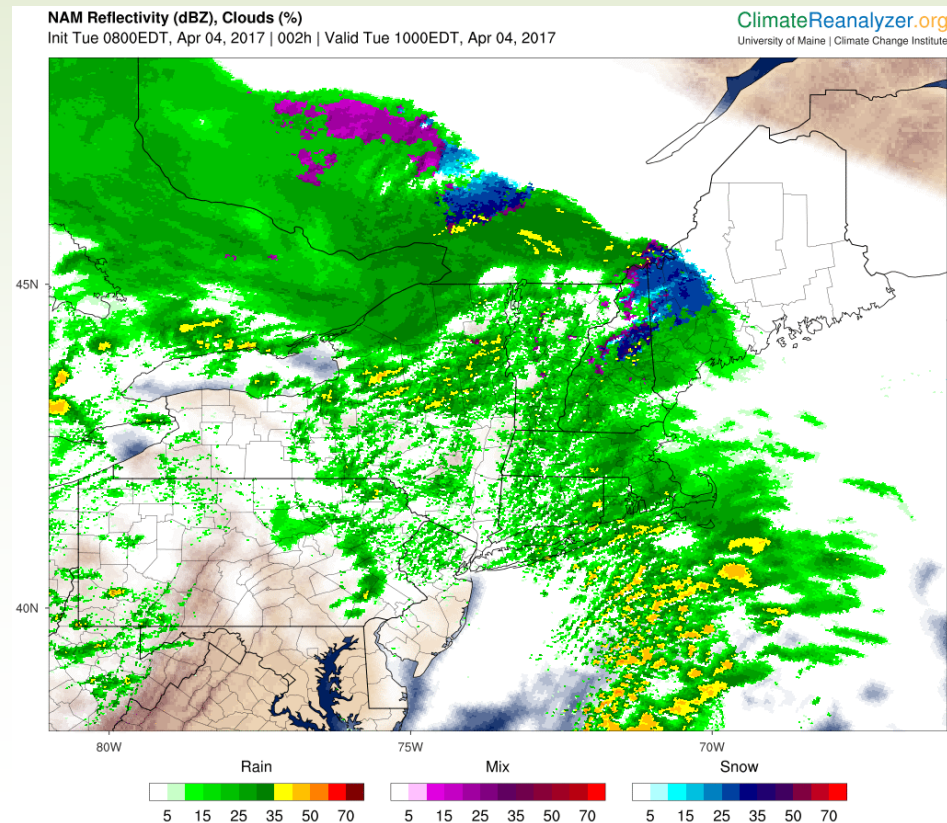 NAM Reflectivity (dBZ), Clouds (%)
Init Tue 0800EDT, Apr 04, 2017 | 002h | Valid Tue 1000EDT, Apr 04, 2017
ClimateReanalyzer.org
University of Maine | Climate Change Institute
45N
40N
80W 75W 70W
Rain Mix Snow
5 15 25 35 50 70 5 15 25 35 50 70 5 15 25 35 50 70